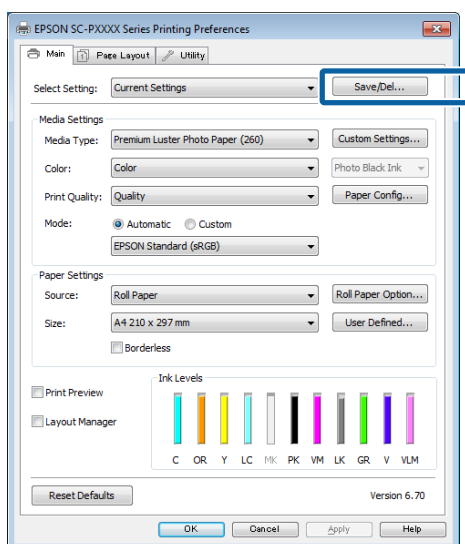 EPSON SC-PXXXX Series Printing Preferences
Main Page Layout Utility
Select Setting: Current Settings Save/Del...
Media Settings
Media Type: Premium Luster Photo Paper (260) Custom Settings...
Color: Color Photo Black Ink
Print Quality: Quality Paper Config...
Mode: Automatic Custom
EPSON Standard (sRGB)
Paper Settings
Source: Roll Paper Roll Paper Option...
Size: A4 210 x 297 mm User Defined...
Borderless
Ink Levels
Print Preview
Layout Manager
C OR Y LC MK PK VM LK GR V VLM
Reset Defaults Version 6.70
OK Cancel Apply Help